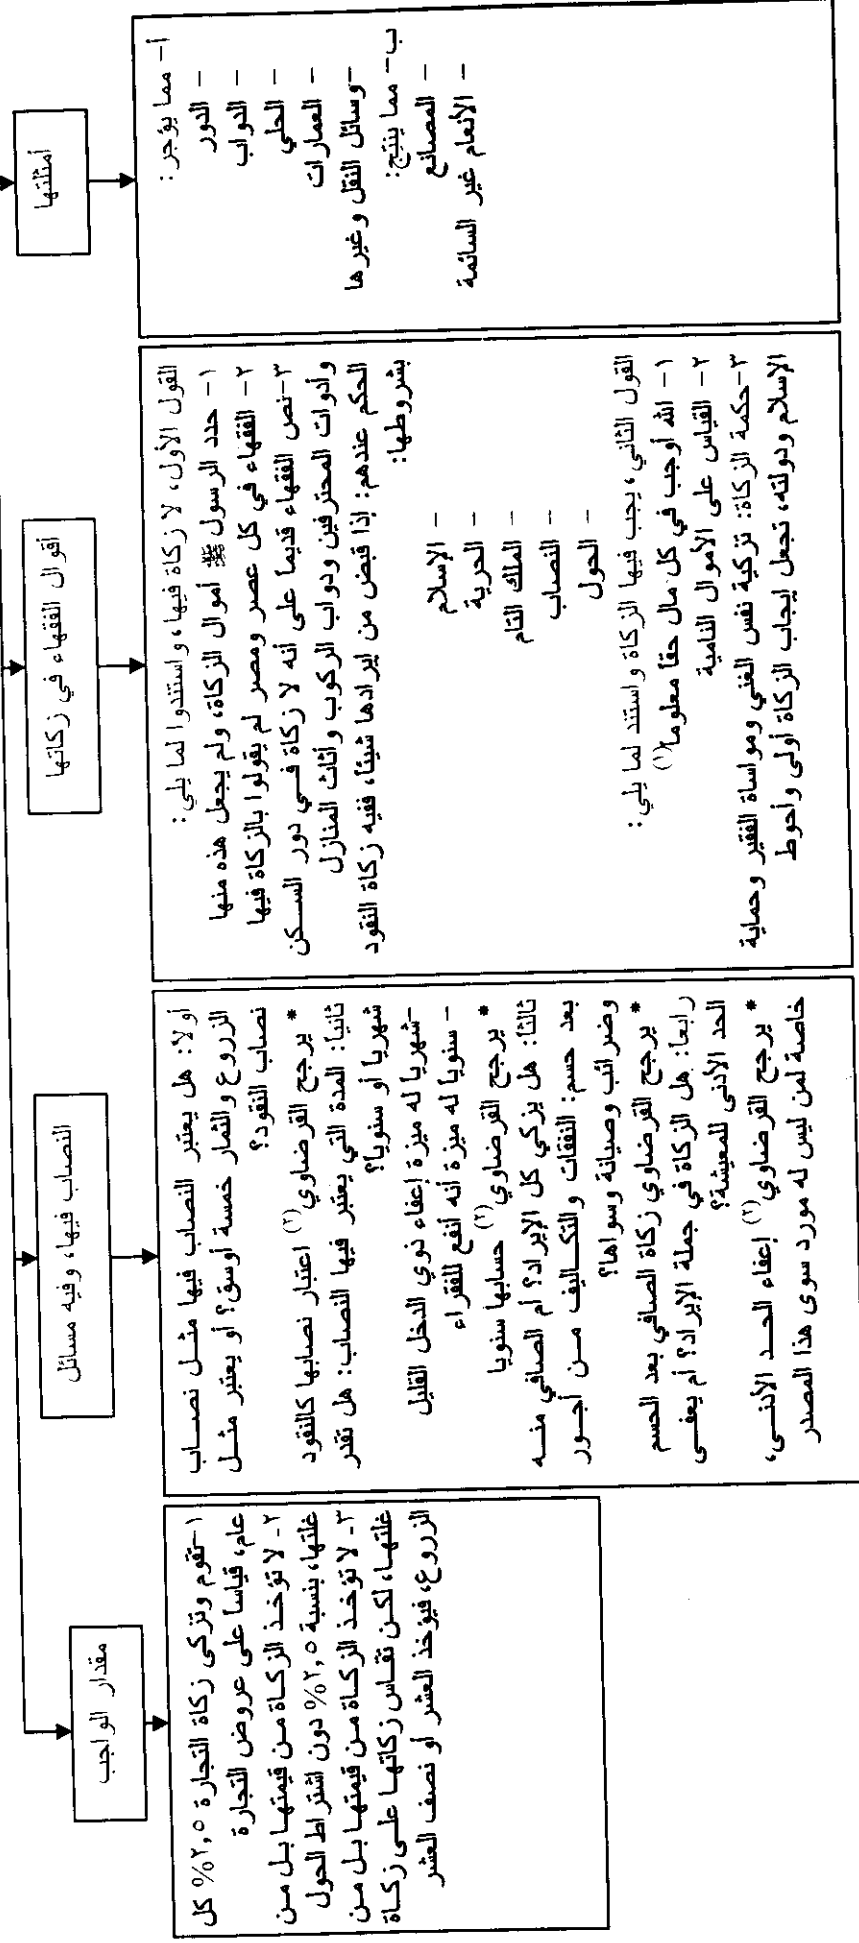 أمثلتها
أ- مما يؤجر:
- الدور
- الدواب
- الحلي
- العمارات
-وسائل النقل وغيرها
ب- مما ينتج:
- المصانع
- الأنعام غير السائمة
أقوال الفقهاء في زكاتها
القول الأول، لا زكاة فيها، واستندوا لما يلي:
١- حدد الرسول ﷺ أموال الزكاة، ولم يجعل هذه منها
٢- الفقهاء في كل عصر ومصر لم يقولوا بالزكاة فيها
٣-نص الفقهاء قديماً على أنه لا زكاة في دور السكن
وأدوات المحترفين ودواب الركوب وأثاث المنازل
الحكم عندهم: إذا قبض من إيرادها شيئا، ففيه زكاة النقود
بشروطها:
- الإسلام
- الحرية
- الملك التام
- النصاب
- الحول
القول الثاني، يجب فيها الزكاة واستند لما يلي:
١- الله أوجب في كل مال حقاً معلوما(١)
٢- القياس على الأموال النامية
٣-حكمة الزكاة: تزكية نفس الغني ومواساة الفقير وحماية
الإسلام ودولته، تجعل إيجاب الزكاة أولى وأحوط
النصاب فيها، وفيه مسائل
أولا: هل يعتبر النصاب فيها مثل نصاب
الزروع والثمار خمسة أوسق؟ أو يعتبر مثل
نصاب النقود؟
* يرجح القرضاوي(٢) اعتبار نصابها كالنقود
ثانيا: المدة التي يعتبر فيها النصاب: هل تقدر
شهريا أو سنويا؟
-شهريا له ميزة إعفاء ذوي الدخل القليل
- سنويا له ميزة أنه أنفع للفقراء
* يرجح القرضاوي(٢) حسابها سنويا
ثالثا: هل يزكي كل الإيراد؟ أم الصافي منه
بعد حسم: النفقات والتكاليف من أجور
وضرائب وصيانة وسواها؟
* يرجح القرضاوي زكاة الصافي بعد الحسم
رابعا: هل الزكاة في جملة الإيراد؟ أم يعفى
الحد الأدنى للمعيشة؟
* يرجح القرضاوي(٢) إعفاء الحد الأدنى،
خاصة لمن ليس له مورد سوى هذا المصدر
مقدار الواجب
١-تقوم وتزكى زكاة التجارة ٢,٥% كل
عام، قياسا على عروض التجارة
٢- لا تؤخذ الزكاة من قيمتها بل من
غلتها، بنسبة ٢,٥% دون اشتراط الحول
٣- لا تؤخذ الزكاة من قيمتها بل من
غلتها، لكن تقاس زكاتها على زكاة
الزروع، فيؤخذ العشر أو نصف العشر